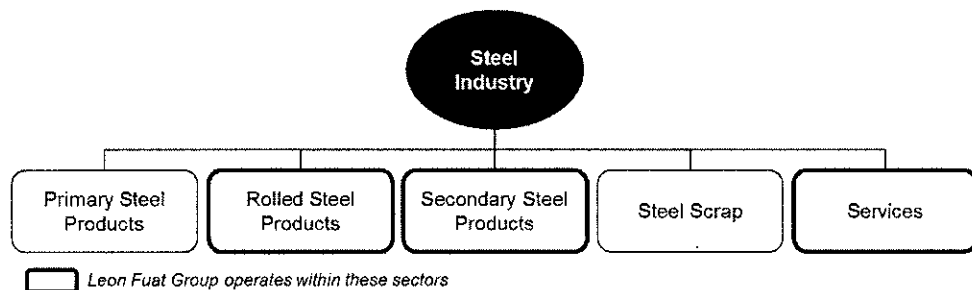 Steel
Industry
Primary Steel
Products
Rolled Steel
Products
Secondary Steel
Products
Steel Scrap
Services
Leon Fuat Group operates within these sectors